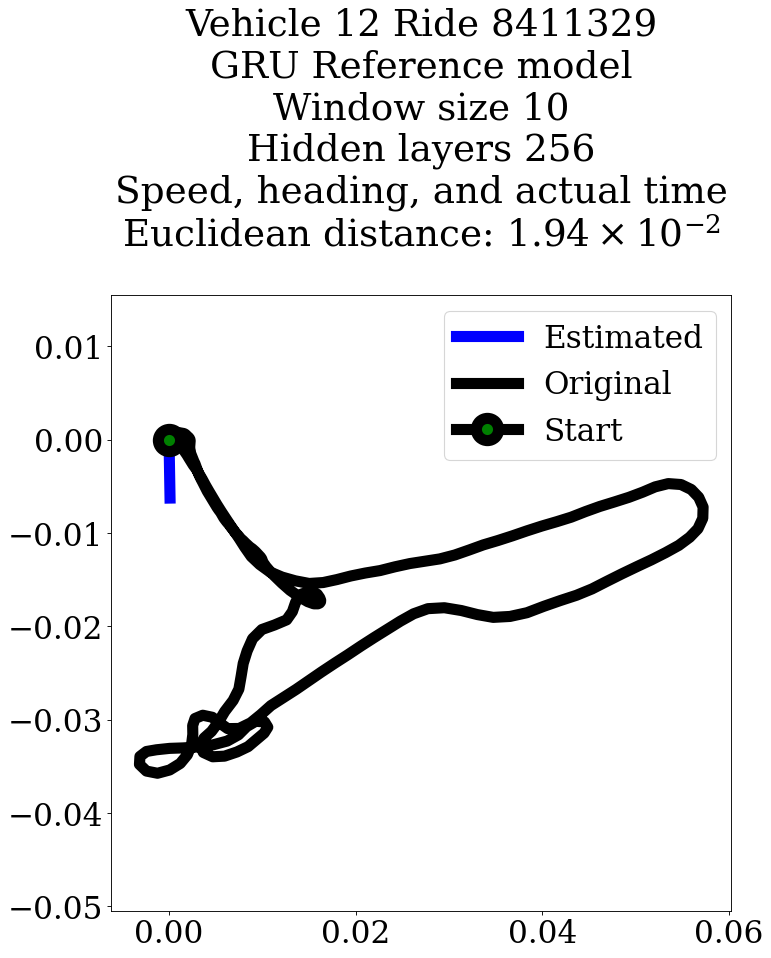 Vehicle 12 Ride 8411329
GRU Reference model
Window size 10
Hidden layers 256
Speed, heading, and actual time
Euclidean distance: 1.94 × 10⁻²
Estimated
Original
Start
0.01
0.00
−0.01
−0.02
−0.03
−0.04
−0.05
0.00 0.02 0.04 0.06